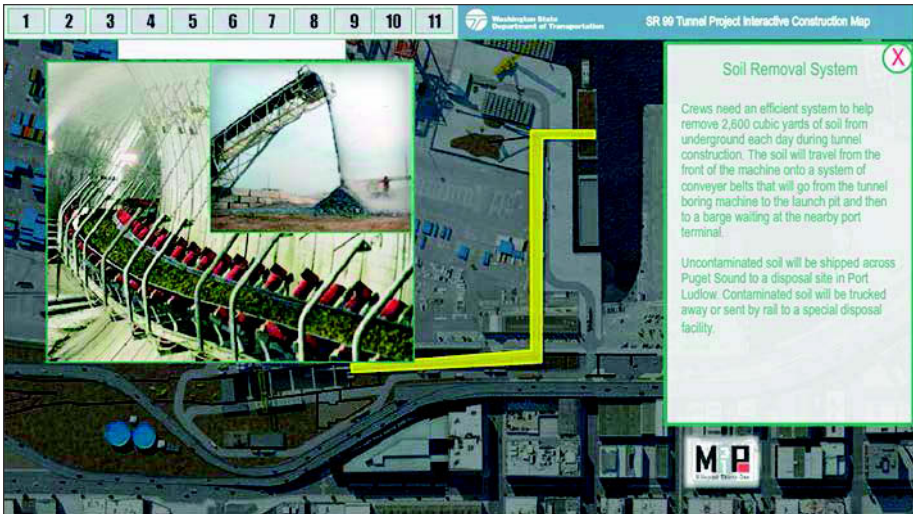 1 2 3 4 5 6 7 8 9 10 11
Washington State
Department of Transportation
SR 99 Tunnel Project Interactive Construction Map
X
Soil Removal System
Crews need an efficient system to help
remove 2,600 cubic yards of soil from
underground each day during tunnel
construction. The soil will travel from the
front of the machine onto a system of
conveyer belts that will go from the tunnel
boring machine to the launch pit and then
to a barge waiting at the nearby port
terminal.
Uncontaminated soil will be shipped across
Puget Sound to a disposal site in Port
Ludlow. Contaminated soil will be trucked
away or sent by rail to a special disposal
facility.
MiP